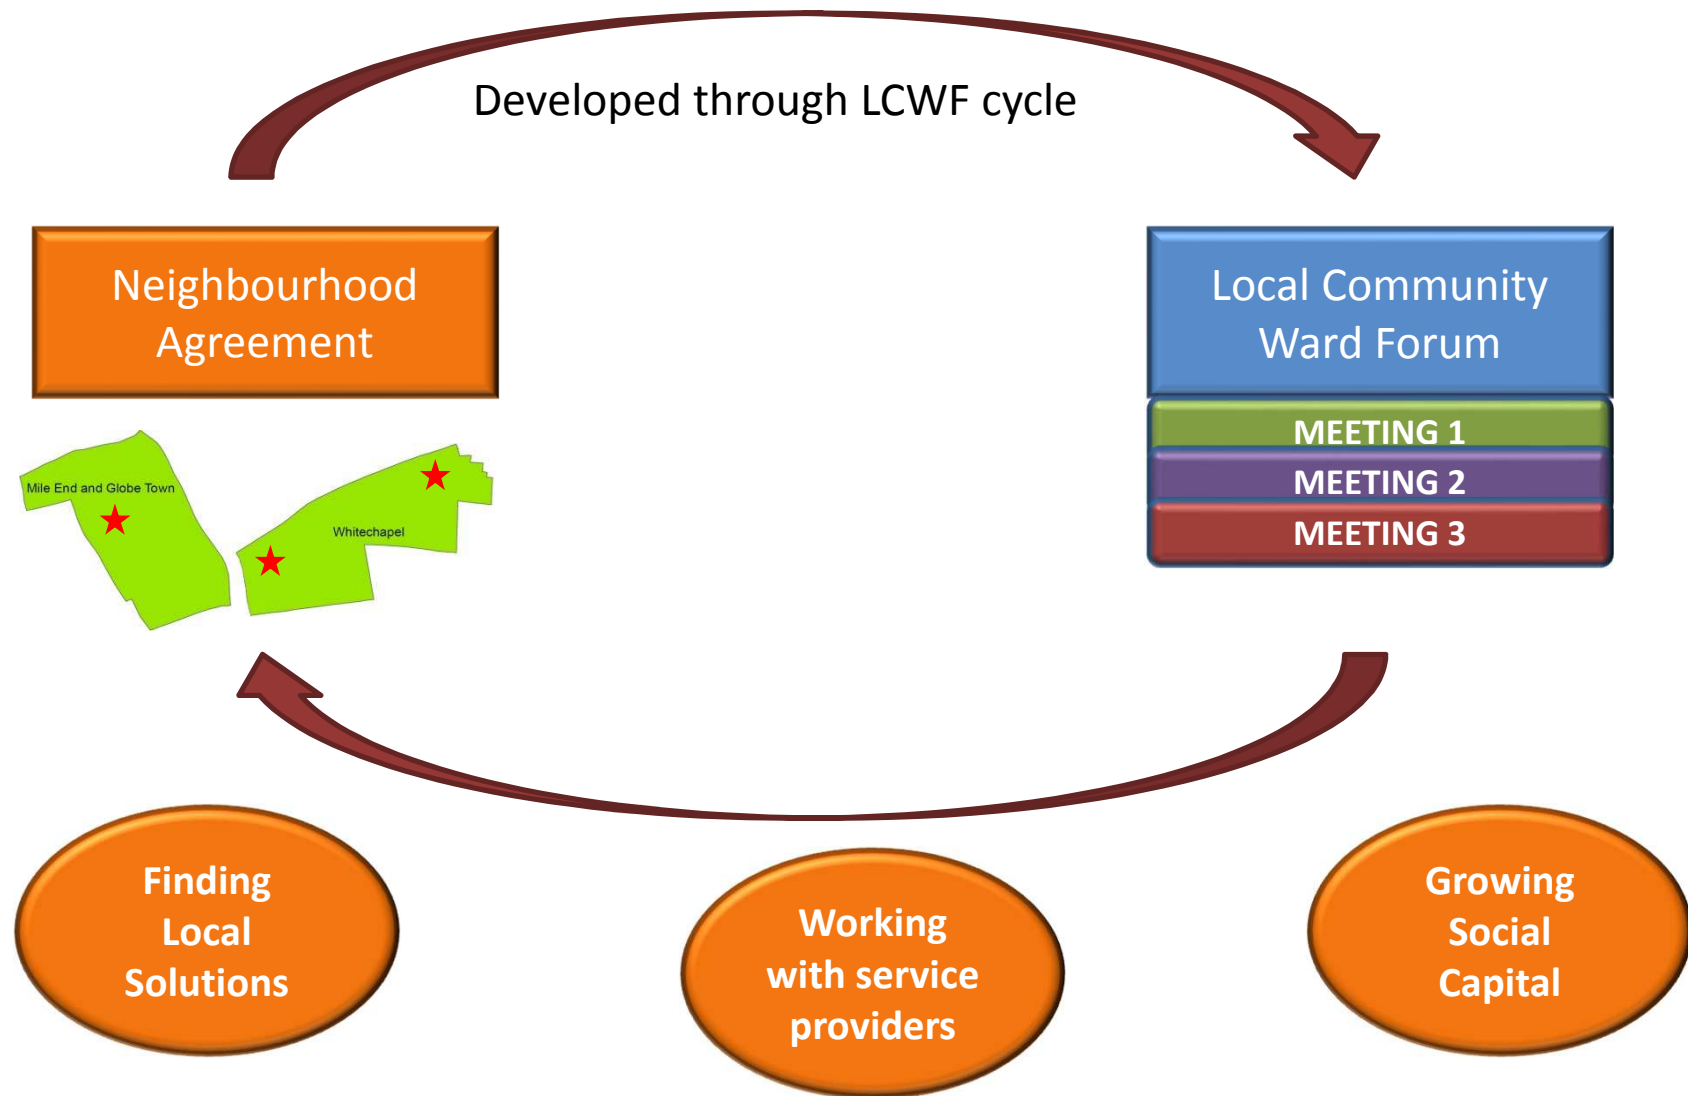 Developed through LCWF cycle
Neighbourhood
Agreement
Local Community
Ward Forum
MEETING 1
MEETING 2
MEETING 3
Mile End and Globe Town
Whitechapel
Finding
Local
Solutions
Working
with service
providers
Growing
Social
Capital